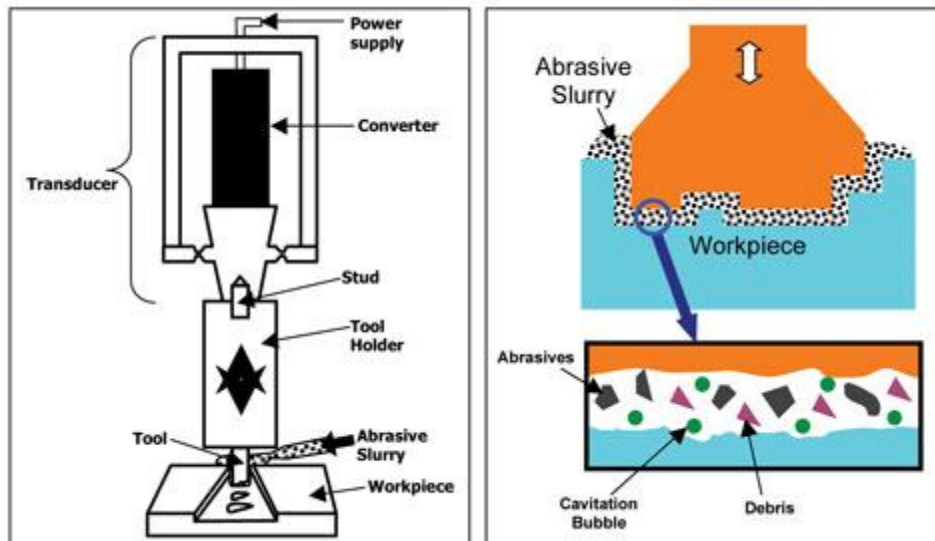 Power
supply
Converter
Transducer
Stud
Tool
Holder
Tool
Abrasive
Slurry
Workpiece
Abrasive
Slurry
Workpiece
Abrasives
Cavitation
Bubble
Debris